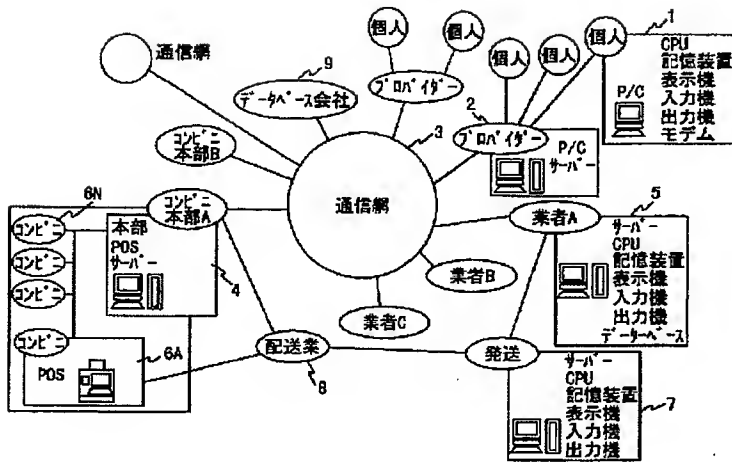 通信網
個人
個人
個人
個人
個人
1
CPU
記憶装置
表示機
入力機
出力機
モデム
P/C
9
データベース会社
プロバイダー
2
プロバイダ
P/C
サーバー
3
コンビニ
本部B
コンビニ
本部A
通信網
6N
コンビニ
コンビニ
コンビニ
コンビニ
本部
POS
サーバー
4
5
業者A
サーバー
CPU
記憶装置
表示機
入力機
出力機
データーベース
業者B
業者C
6A
POS
配送業
8
発送
サーバー
CPU
記憶装置
表示機
入力機
出力機
7